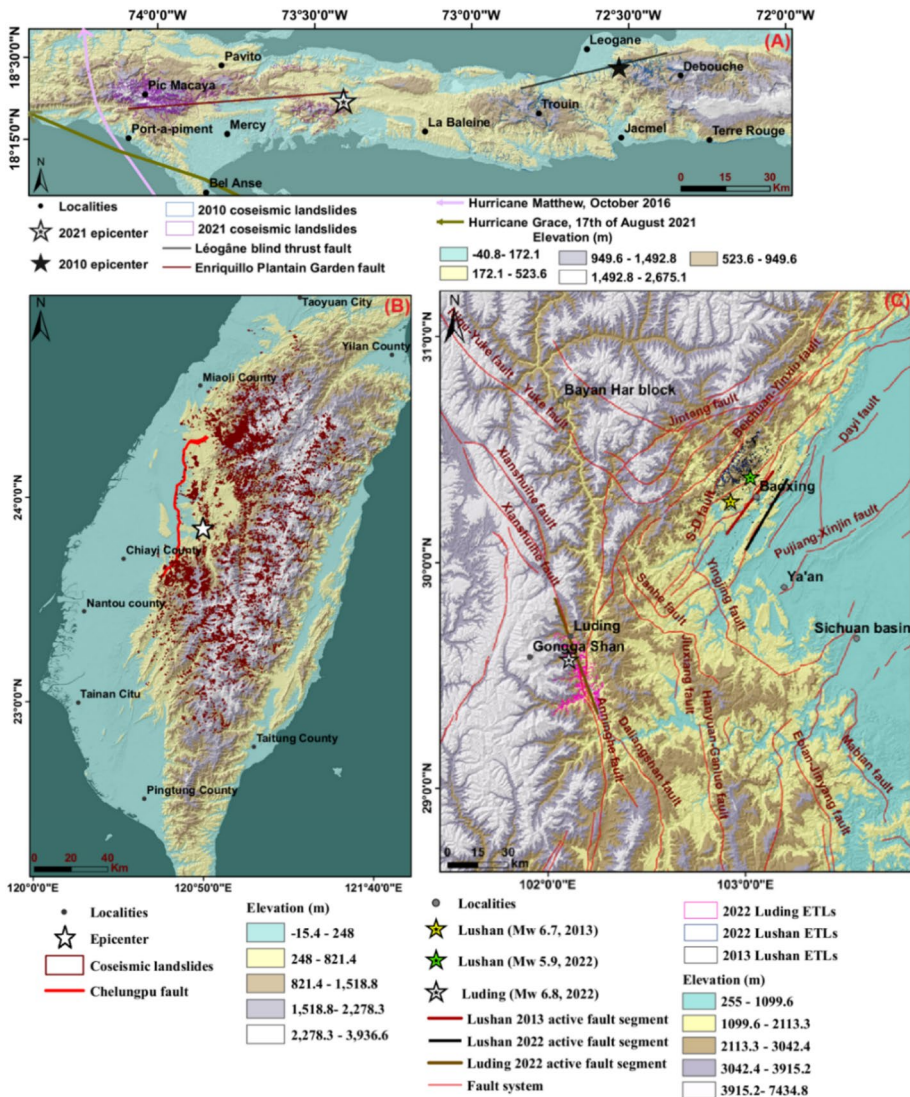 74°0'0"W 73°30'0"W 73°0'0"W 72°30'0"W 72°0'0"W
18°30'0"N
18°15'0"N
(A)
Leogane
Pavito
Debouche
Pic Macaya
Trouin
La Baleine
Port-a-piment
Mercy
Jacmel
Terre Rouge
Bel Anse
N
0 15 30
Km
Localities
2021 epicenter
2010 epicenter
2010 coseismic landslides
2021 coseismic landslides
Léogâne blind thrust fault
Enriquillo Plantain Garden fault
Hurricane Matthew, October 2016
Hurricane Grace, 17th of August 2021
Elevation (m)
-40.8- 172.1
172.1 - 523.6
949.6 - 1,492.8
1,492.8 - 2,675.1
523.6 - 949.6
(B)
N
Taoyuan City
Yilan County
Miaoli County
Chiayi County
Nantou county
Tainan Citu
Taitung County
Pingtung County
24°0'0"N
23°0'0"N
0 20 40
Km
120°0'0"E 120°50'0"E 121°40'0"E
Localities
Epicenter
Coseismic landslides
Chelungpu fault
Elevation (m)
-15.4 - 248
248 - 821.4
821.4 - 1,518.8
1,518.8- 2,278.3
2,278.3 - 3,936.6
(C)
N
31°0'0"N
30°0'0"N
29°0'0"N
Yuke fault
Bayan Har block
Jintang fault
Beichuan-Yinxiu fault
Dayi fault
Xianshuihe fault
Xianshuihe fault
S-D fault
Baoxing
Pujiang-Xinjin fault
Ya'an
Sanhe fault
Yingjing fault
Sichuan basin
Luding
Gongga Shan
Jiuxiang fault
Anninghe fault
Daliangshan fault
Hanyuan-Ganluo fault
Ebian-Jinyang fault
Mabian fault
0 15 30
Km
102°0'0"E 103°0'0"E
Localities
Lushan (Mw 6.7, 2013)
Lushan (Mw 5.9, 2022)
Luding (Mw 6.8, 2022)
Lushan 2013 active fault segment
Lushan 2022 active fault segment
Luding 2022 active fault segment
Fault system
2022 Luding ETLs
2022 Lushan ETLs
2013 Lushan ETLs
Elevation (m)
255 - 1099.6
1099.6 - 2113.3
2113.3 - 3042.4
3042.4 - 3915.2
3915.2- 7434.8